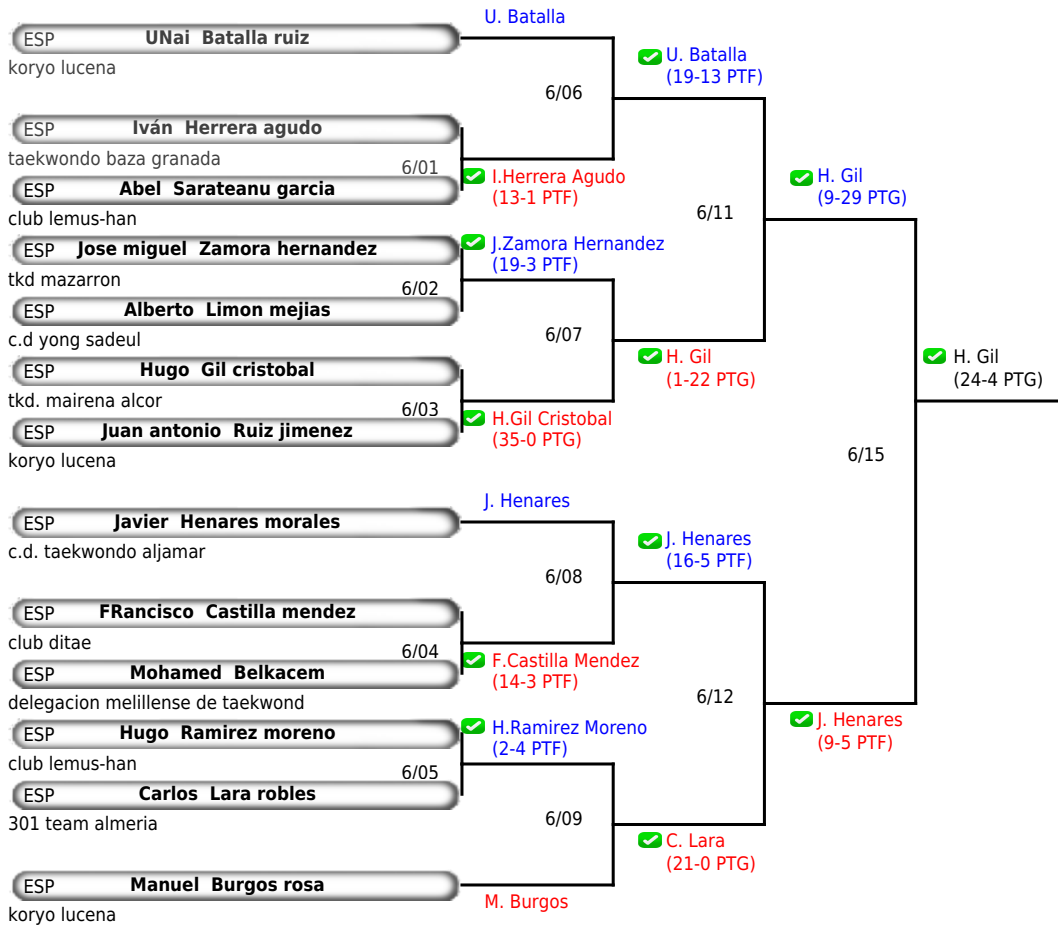 U. Batalla
ESP UNai Batalla ruiz
koryo lucena
U. Batalla
(19-13 PTF)
6/06
ESP Iván Herrera agudo
taekwondo baza granada
6/01
I.Herrera Agudo
(13-1 PTF)
ESP Abel Sarateanu garcia
club lemus-han
H. Gil
(9-29 PTG)
6/11
ESP Jose miguel Zamora hernandez
tkd mazarron
J.Zamora Hernandez
(19-3 PTF)
6/02
ESP Alberto Limon mejias
c.d yong sadeul
6/07
H. Gil
(1-22 PTG)
H. Gil
(24-4 PTG)
ESP Hugo Gil cristobal
tkd. mairena alcor
6/03
H.Gil Cristobal
(35-0 PTG)
ESP Juan antonio Ruiz jimenez
koryo lucena
6/15
J. Henares
ESP Javier Henares morales
c.d. taekwondo aljamar
J. Henares
(16-5 PTF)
6/08
ESP FRancisco Castilla mendez
club ditae
6/04
F.Castilla Mendez
(14-3 PTF)
ESP Mohamed Belkacem
delegacion melillense de taekwond
6/12
J. Henares
(9-5 PTF)
ESP Hugo Ramirez moreno
club lemus-han
H.Ramirez Moreno
(2-4 PTF)
6/05
ESP Carlos Lara robles
301 team almeria
6/09
C. Lara
(21-0 PTG)
ESP Manuel Burgos rosa
koryo lucena
M. Burgos